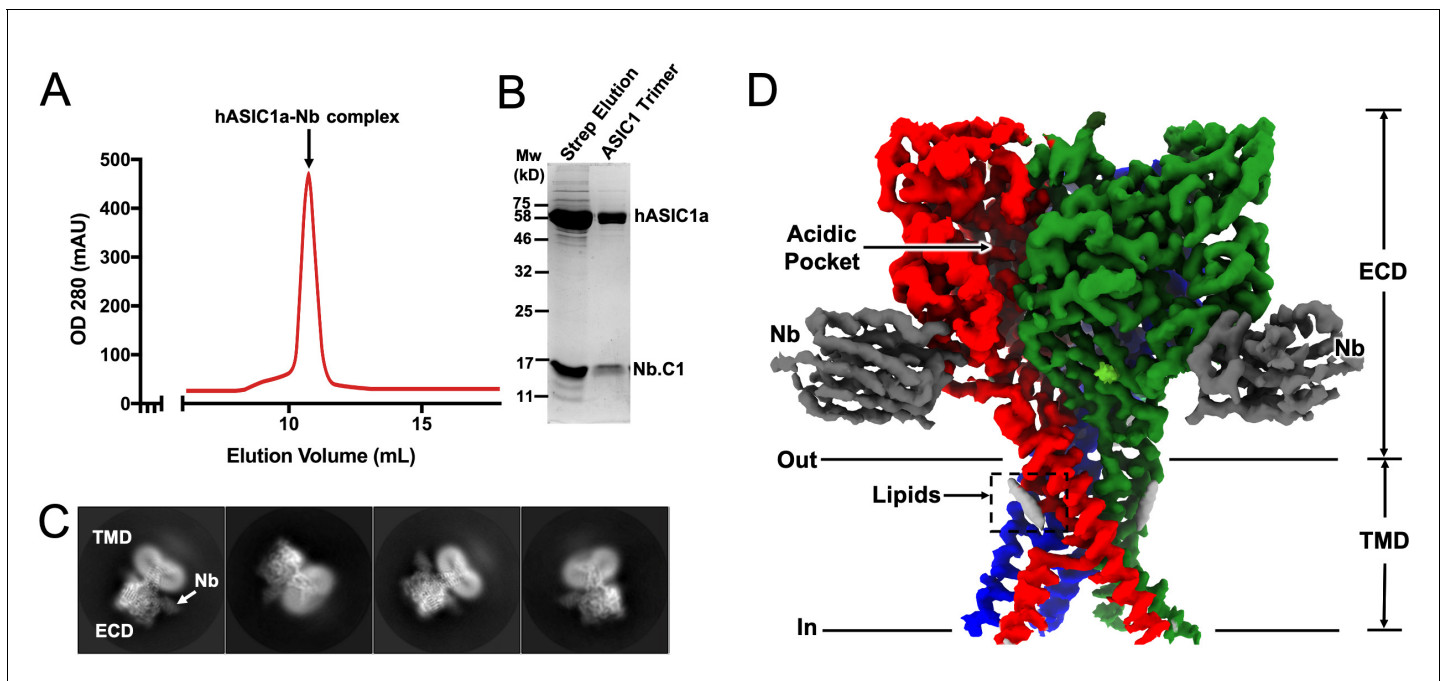 A
hASIC1a-Nb complex
500
400
300
200
100
0
OD 280 (mAU)
10
15
Elution Volume (mL)
B
Strep Elution
ASIC1 Trimer
Mw
(kD)
75
58
46
32
25
17
11
hASIC1a
Nb.C1
C
TMD
Nb
ECD
D
Acidic
Pocket
Nb
Nb
ECD
Out
Lipids
TMD
In